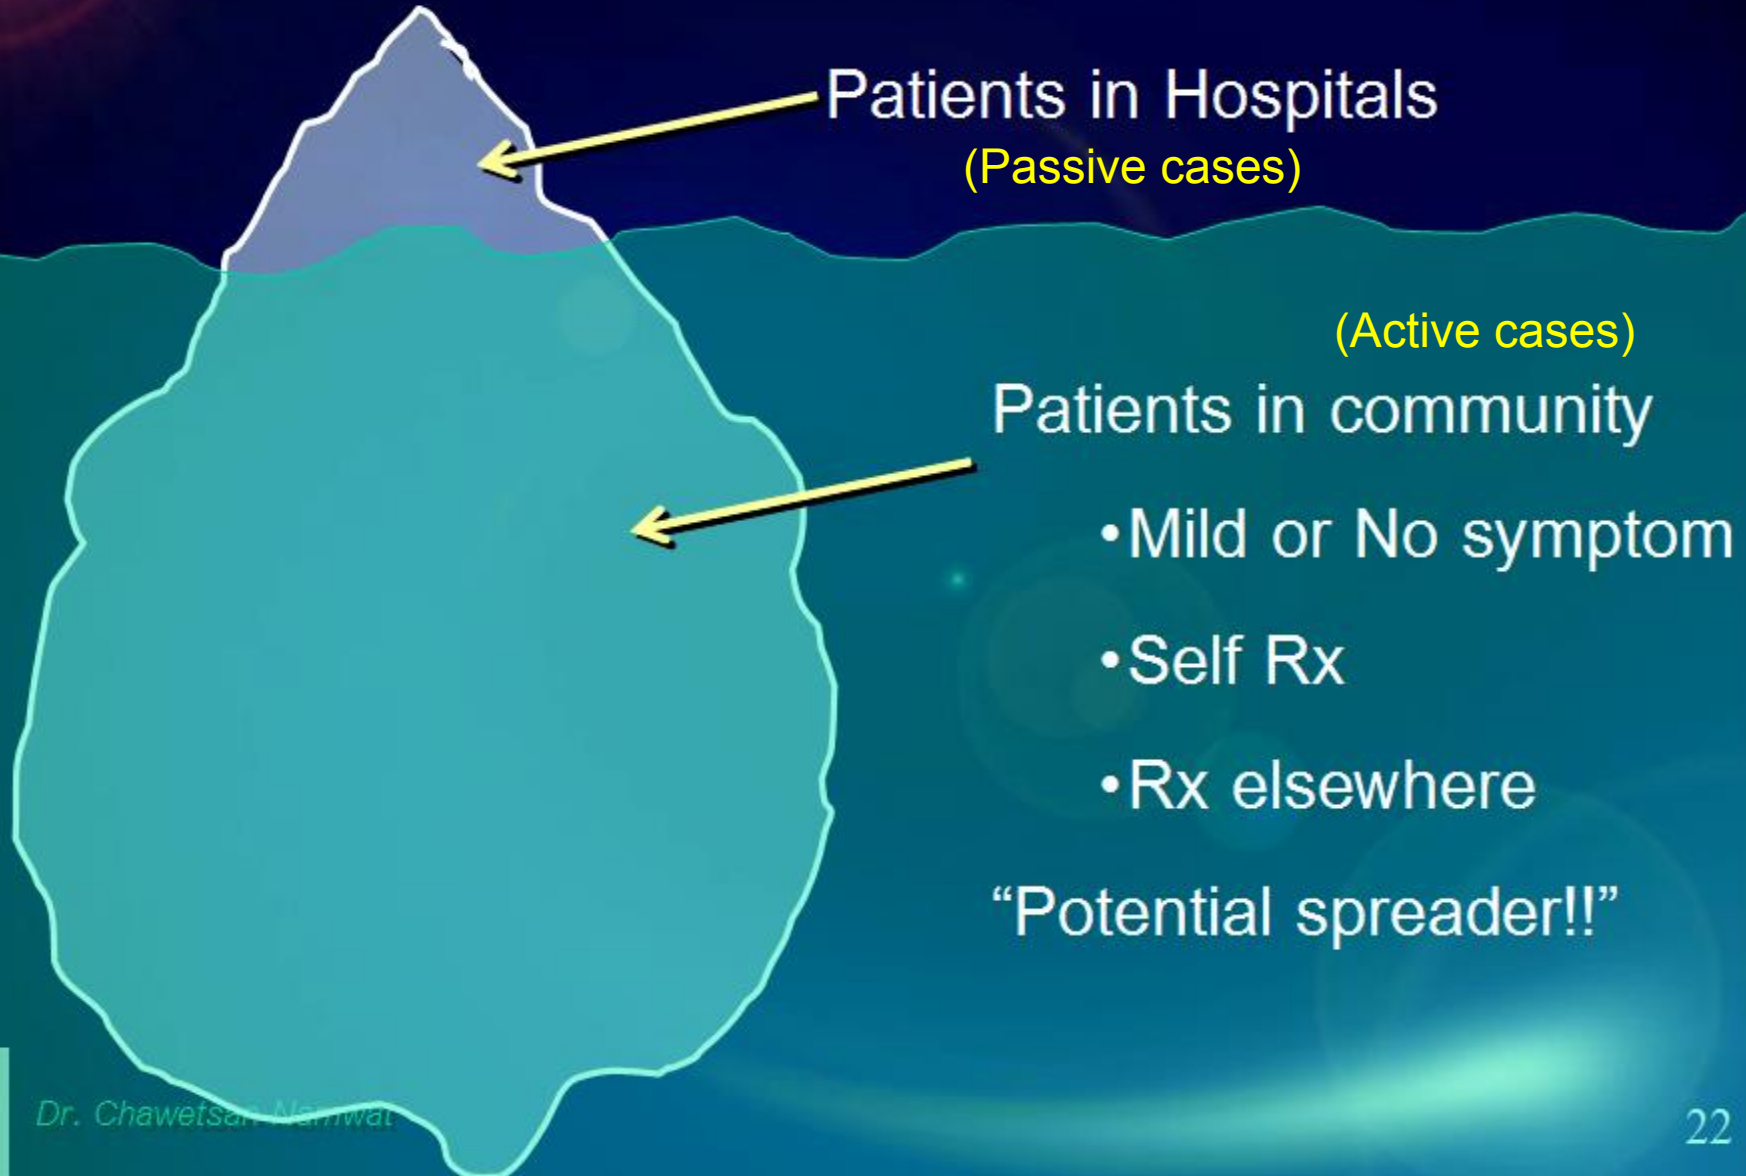 Patients in Hospitals
(Passive cases)
(Active cases)
Patients in community
•Mild or No symptom
•Self Rx
•Rx elsewhere
“Potential spreader!!”
Dr. Chawetsan Namwat
22